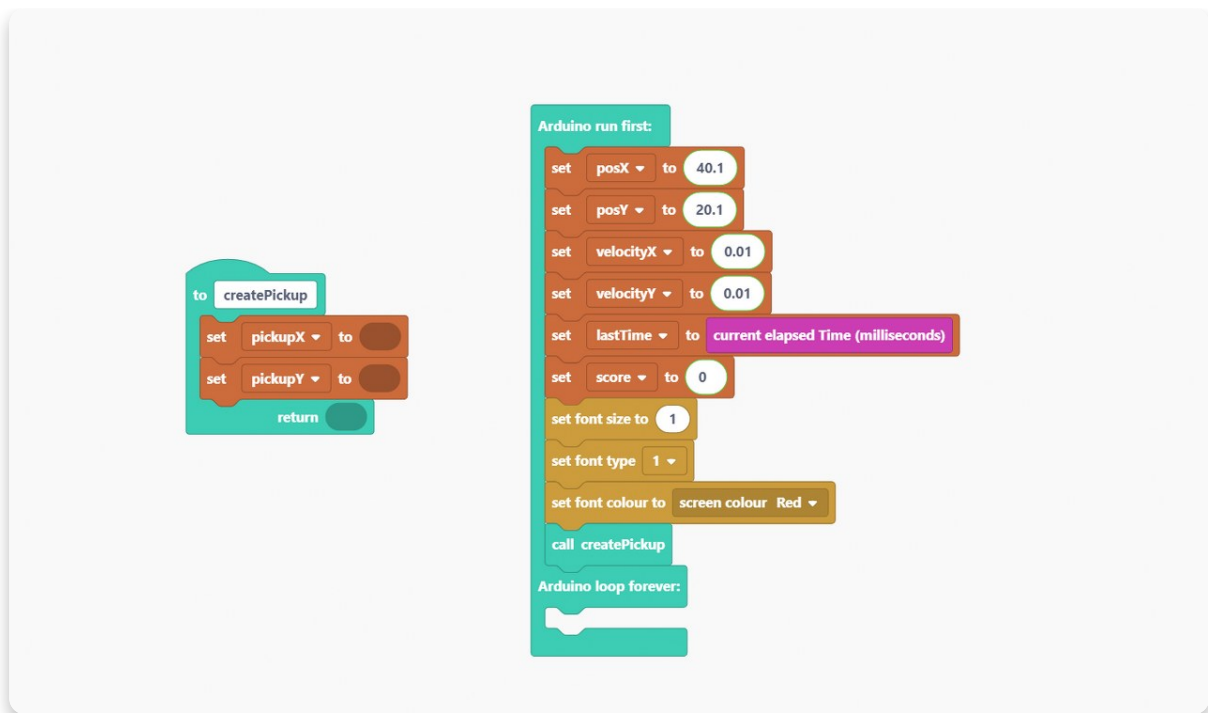 to createPickup
set pickupX to
set pickupY to
return
Arduino run first:
set posX to 40.1
set posY to 20.1
set velocityX to 0.01
set velocityY to 0.01
set lastTime to current elapsed Time (milliseconds)
set score to 0
set font size to 1
set font type 1
set font colour to screen colour Red
call createPickup
Arduino loop forever: